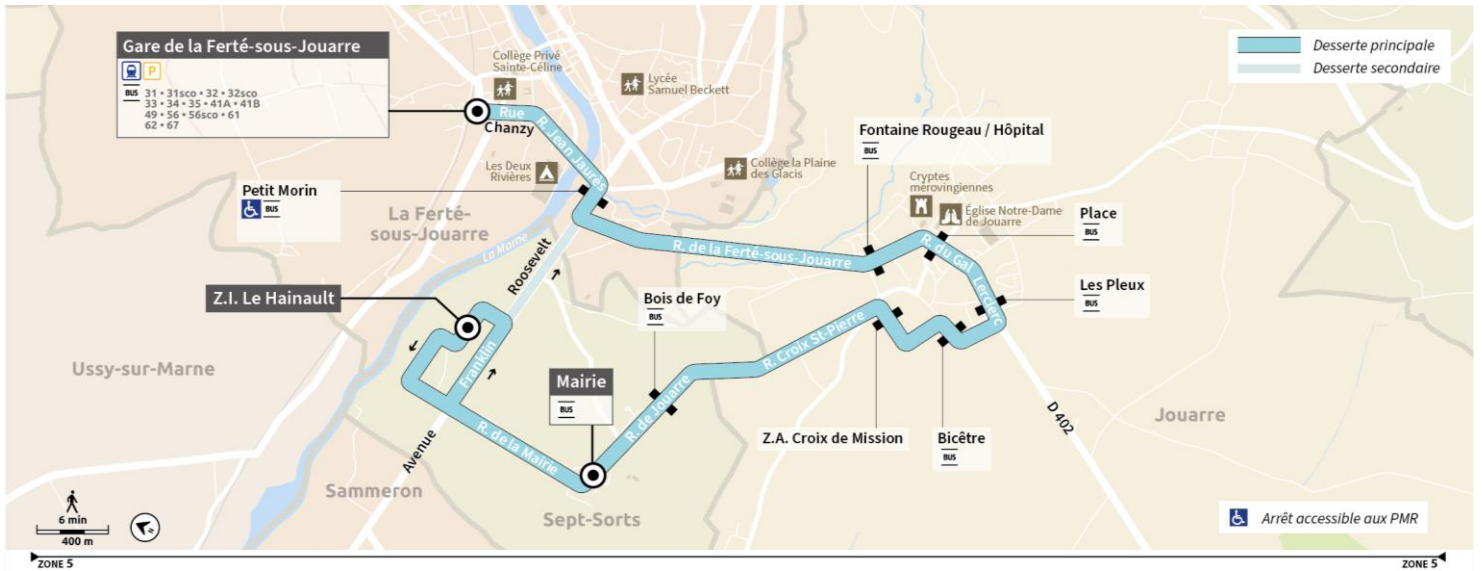 Gare de la Ferté-sous-Jouarre
P
BUS 31 • 31sco • 32 • 32sco
33 • 34 • 35 • 41A • 41B
49 • 56 • 56sco • 61
62 • 67
Collège Privé
Sainte-Céline
Lycée
Samuel Beckett
Desserte principale
Desserte secondaire
Rue
Chanzy
R. Jean Jaurès
Les Deux
Rivières
Collège la Plaine
des Glacis
Fontaine Rougeau / Hôpital
BUS
Cryptes
mérovingiennes
Église Notre-Dame
de Jouarre
Place
BUS
Petit Morin
BUS
La Ferté-
sous-Jouarre
La Marne
Roosevelt
R. de la Ferté-sous-Jouarre
R. du Gal
Lerclerc
Les Pleux
BUS
Z.I. Le Hainault
Bois de Foy
BUS
R. Croix St-Pierre
Ussy-sur-Marne
Franklin
Mairie
BUS
R. de Jouarre
Z.A. Croix de Mission
Bicêtre
BUS
D 402
Jouarre
R. de la Mairie
Avenue
Sammeron
Sept-Sorts
6 min
400 m
N
Arrêt accessible aux PMR
ZONE 5
ZONE 5